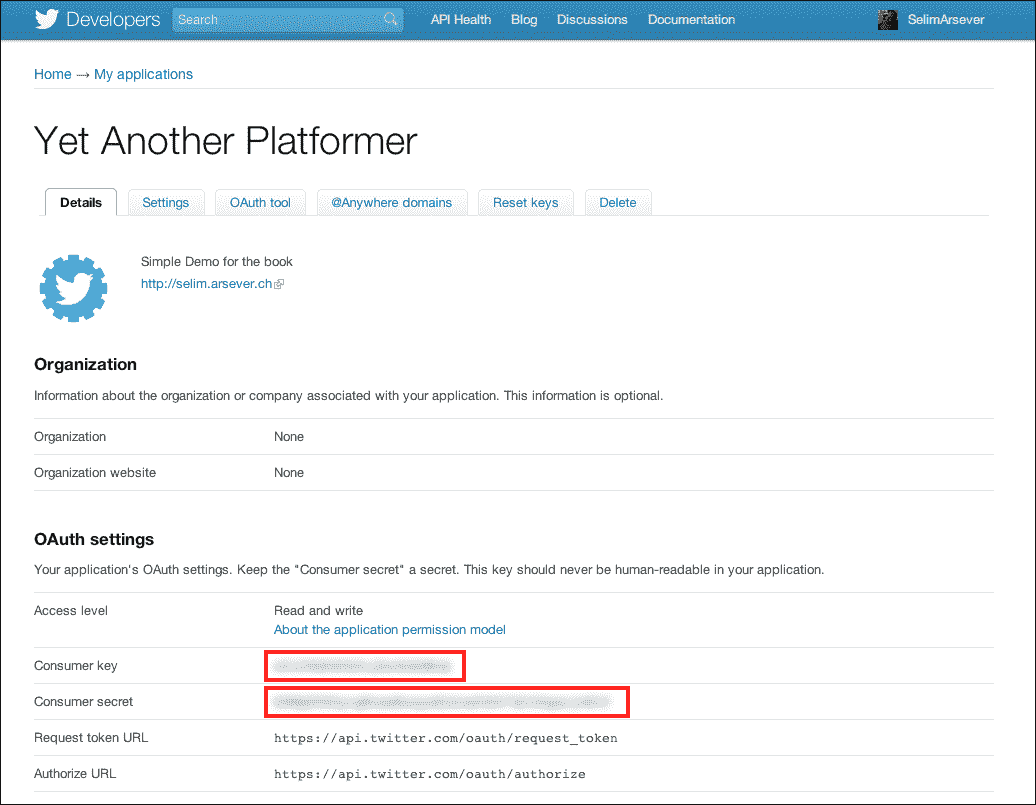 Developers Search API Health Blog Discussions Documentation SelimArsever
Home → My applications
Yet Another Platformer
Details Settings OAuth tool @Anywhere domains Reset keys Delete
Simple Demo for the book
http://selim.arsever.ch
Organization
Information about the organization or company associated with your application. This information is optional.
Organization None
Organization website None
OAuth settings
Your application's OAuth settings. Keep the "Consumer secret" a secret. This key should never be human-readable in your application.
Access level Read and write
About the application permission model
Consumer key
Consumer secret
Request token URL https://api.twitter.com/oauth/request_token
Authorize URL https://api.twitter.com/oauth/authorize